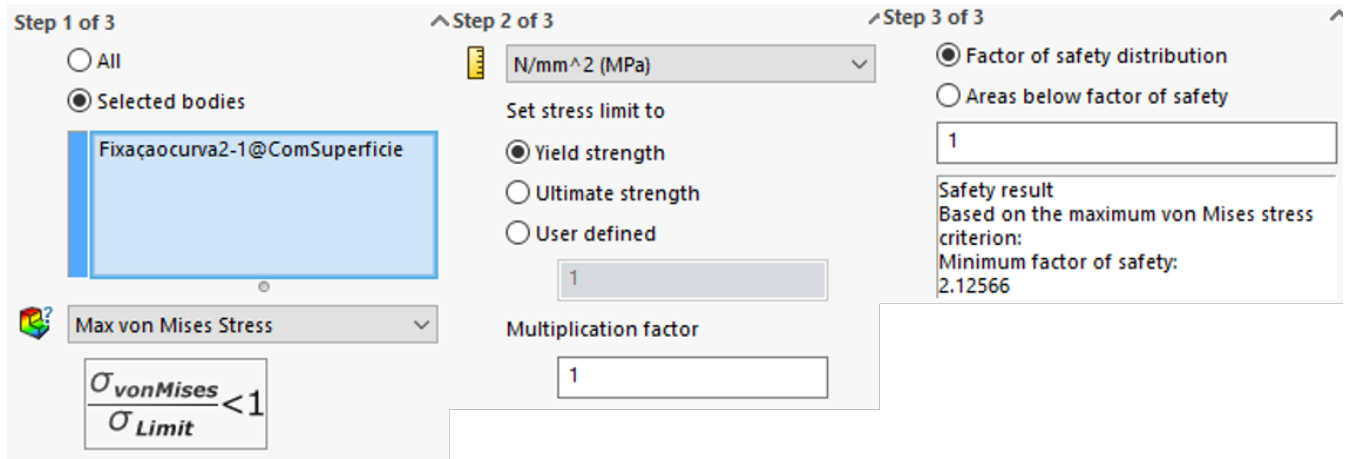 Step 1 of 3
All
Selected bodies
Fixaçaocurva2-1@ComSuperficie
Max von Mises Stress
σ vonMises
σ Limit
<1
Step 2 of 3
N/mm^2 (MPa)
Set stress limit to
Yield strength
Ultimate strength
User defined
1
Multiplication factor
1
Step 3 of 3
Factor of safety distribution
Areas below factor of safety
1
Safety result
Based on the maximum von Mises stress
criterion:
Minimum factor of safety:
2.12566